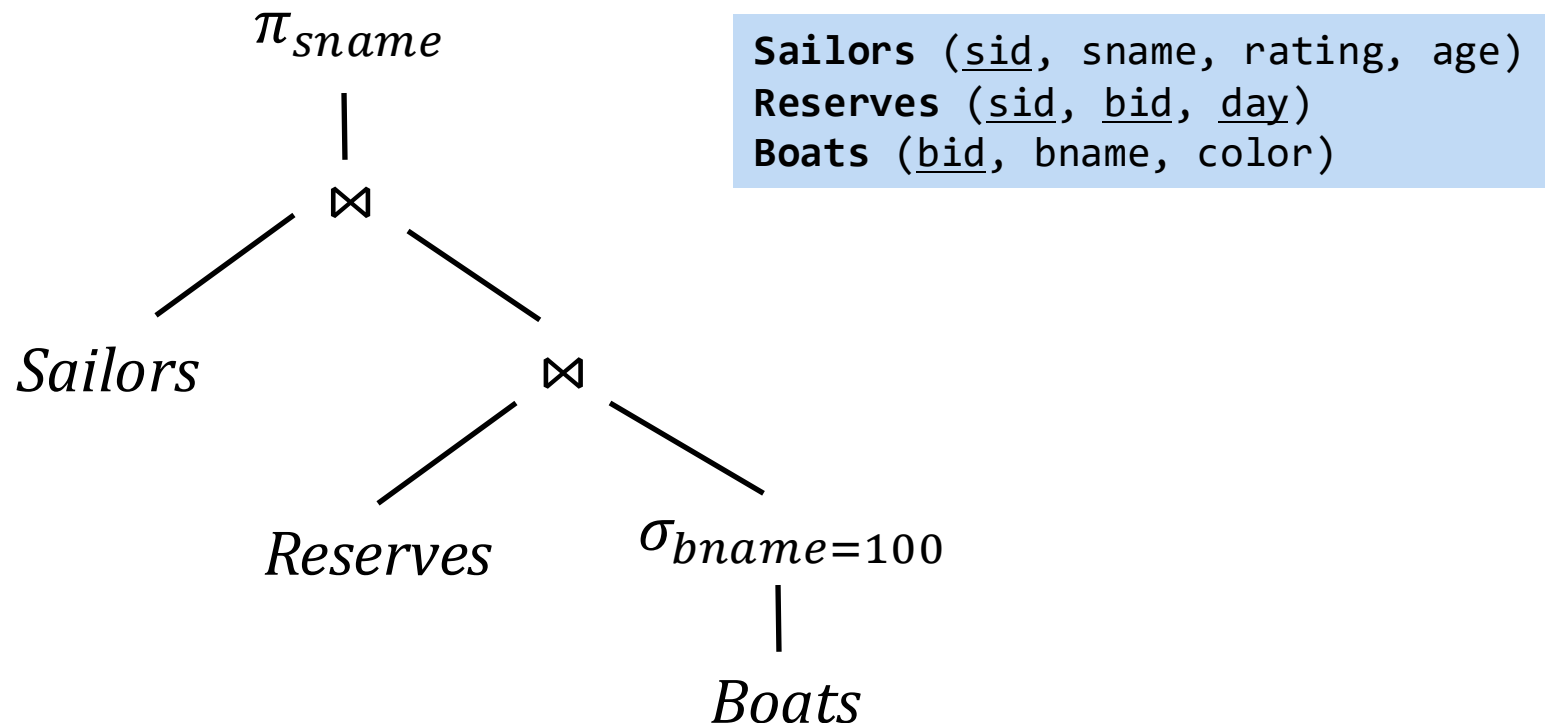 π_sname
Sailors (sid, sname, rating, age)
Reserves (sid, bid, day)
Boats (bid, bname, color)
⋈
Sailors
⋈
Reserves
σ_bname=100
Boats